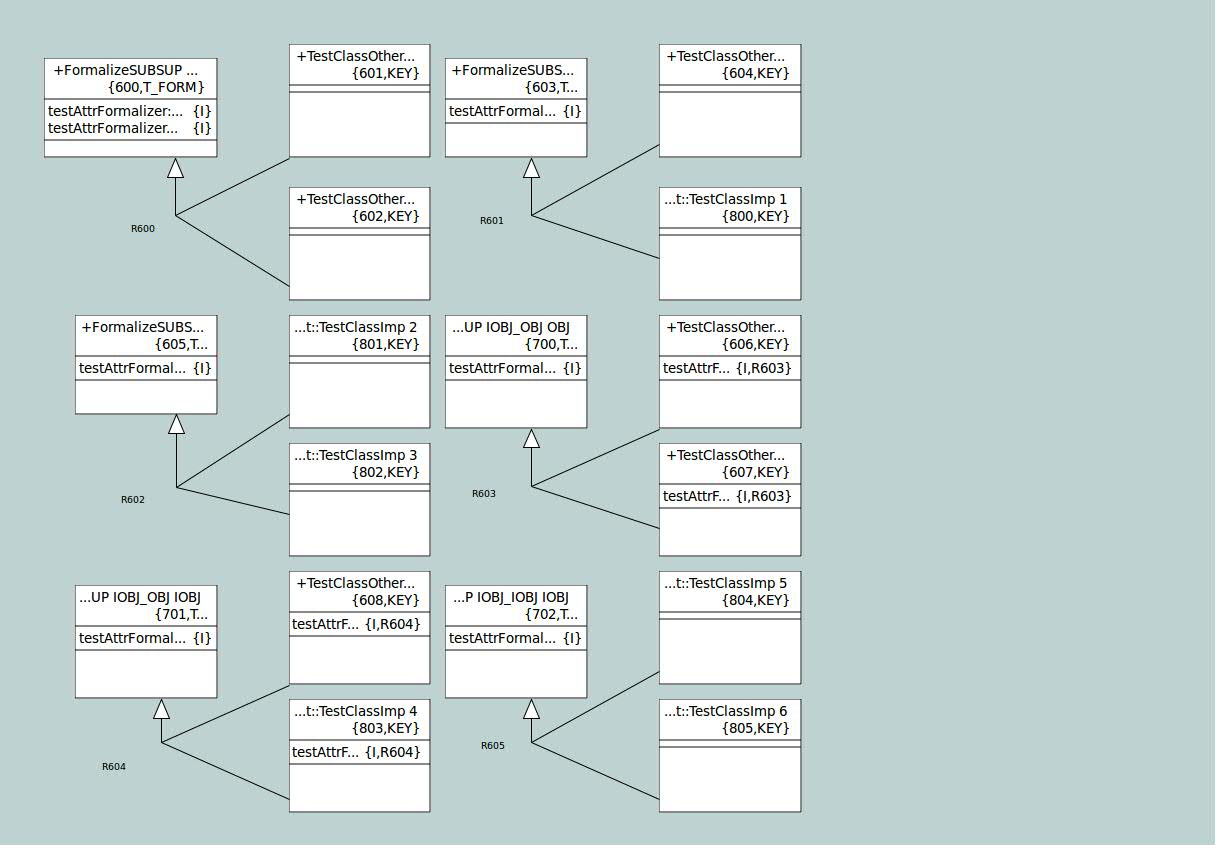 +FormalizeSUBSUP ...
{600,T_FORM}
testAttrFormalizer:... {I}
testAttrFormalizer... {I}
+TestClassOther...
{601,KEY}
+FormalizeSUBS...
{603,T...
testAttrFormal... {I}
+TestClassOther...
{604,KEY}
+TestClassOther...
{602,KEY}
R600
R601
...t::TestClassImp 1
{800,KEY}
+FormalizeSUBS...
{605,T...
testAttrFormal... {I}
...t::TestClassImp 2
{801,KEY}
...UP IOBJ_OBJ OBJ
{700,T...
testAttrFormal... {I}
+TestClassOther...
{606,KEY}
testAttrF... {I,R603}
...t::TestClassImp 3
{802,KEY}
R602
R603
+TestClassOther...
{607,KEY}
testAttrF... {I,R603}
...UP IOBJ_OBJ IOBJ
{701,T...
testAttrFormal... {I}
+TestClassOther...
{608,KEY}
testAttrF... {I,R604}
...P IOBJ_IOBJ IOBJ
{702,T...
testAttrFormal... {I}
...t::TestClassImp 5
{804,KEY}
...t::TestClassImp 4
{803,KEY}
testAttrF... {I,R604}
R604
R605
...t::TestClassImp 6
{805,KEY}